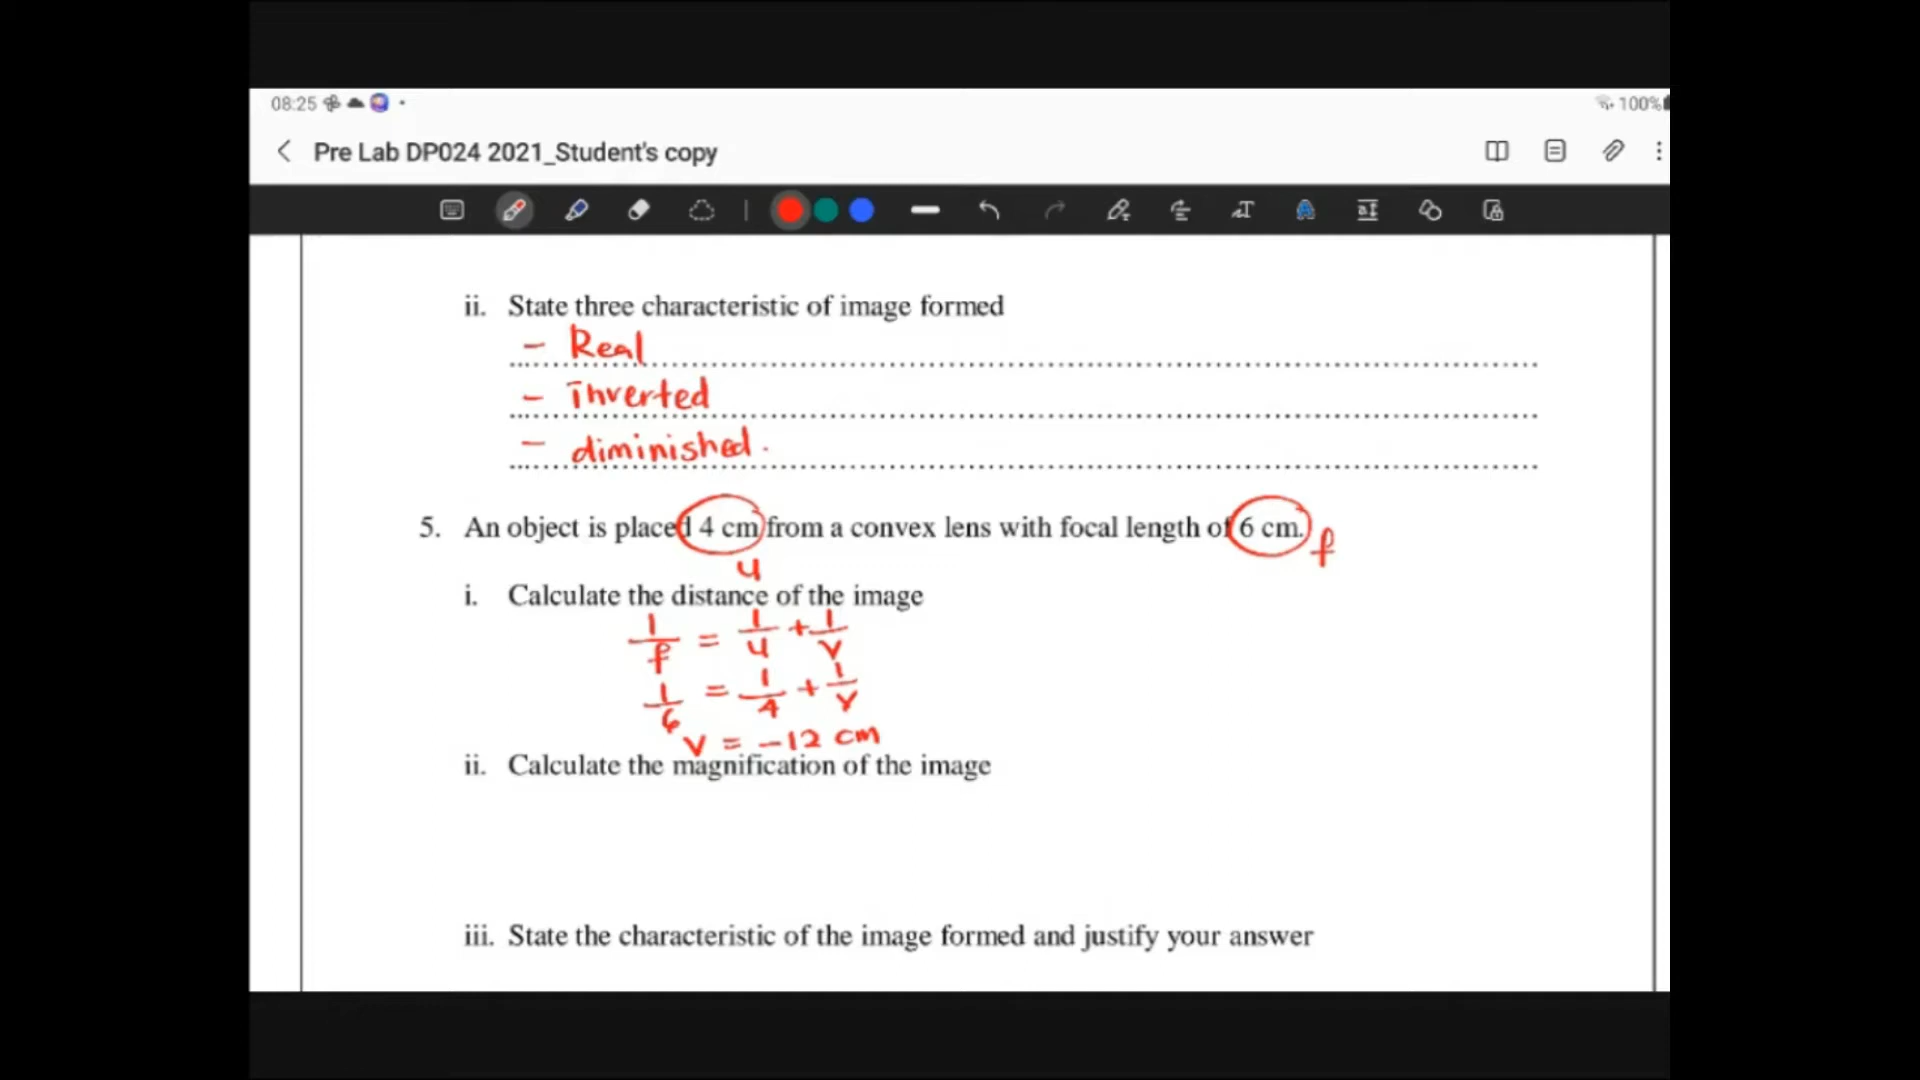 08:25
100%
Pre Lab DP024 2021_Student's copy
ii. State three characteristic of image formed
- Real
- inverted
- diminished.
5. An object is placed 4 cm from a convex lens with focal length of 6 cm.
u
f
i. Calculate the distance of the image
1/f = 1/u + 1/v
1/6 = 1/4 + 1/v
v = -12 cm
ii. Calculate the magnification of the image
iii. State the characteristic of the image formed and justify your answer